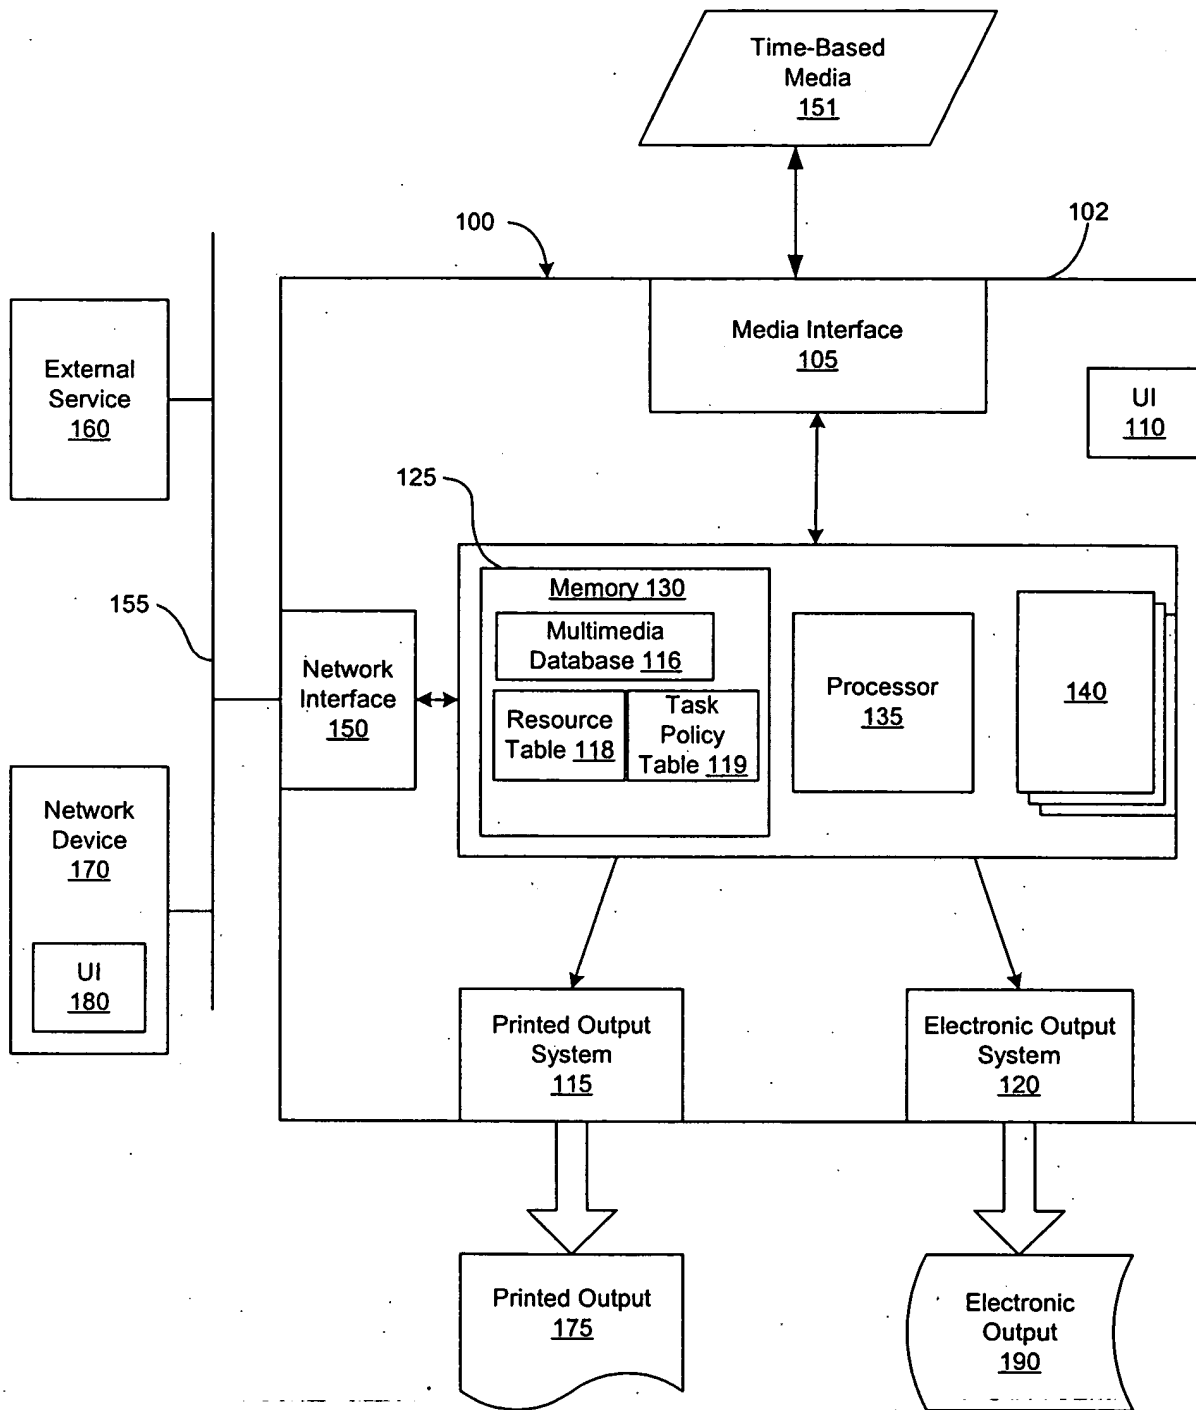 Time-Based
Media
151
100
102
Media Interface
105
External
Service
160
UI
110
125
Memory 130
Multimedia
Database 116
Resource
Table 118
Task
Policy
Table 119
Processor
135
140
155
Network
Interface
150
Network
Device
170
UI
180
Printed Output
System
115
Electronic Output
System
120
Printed Output
175
Electronic
Output
190